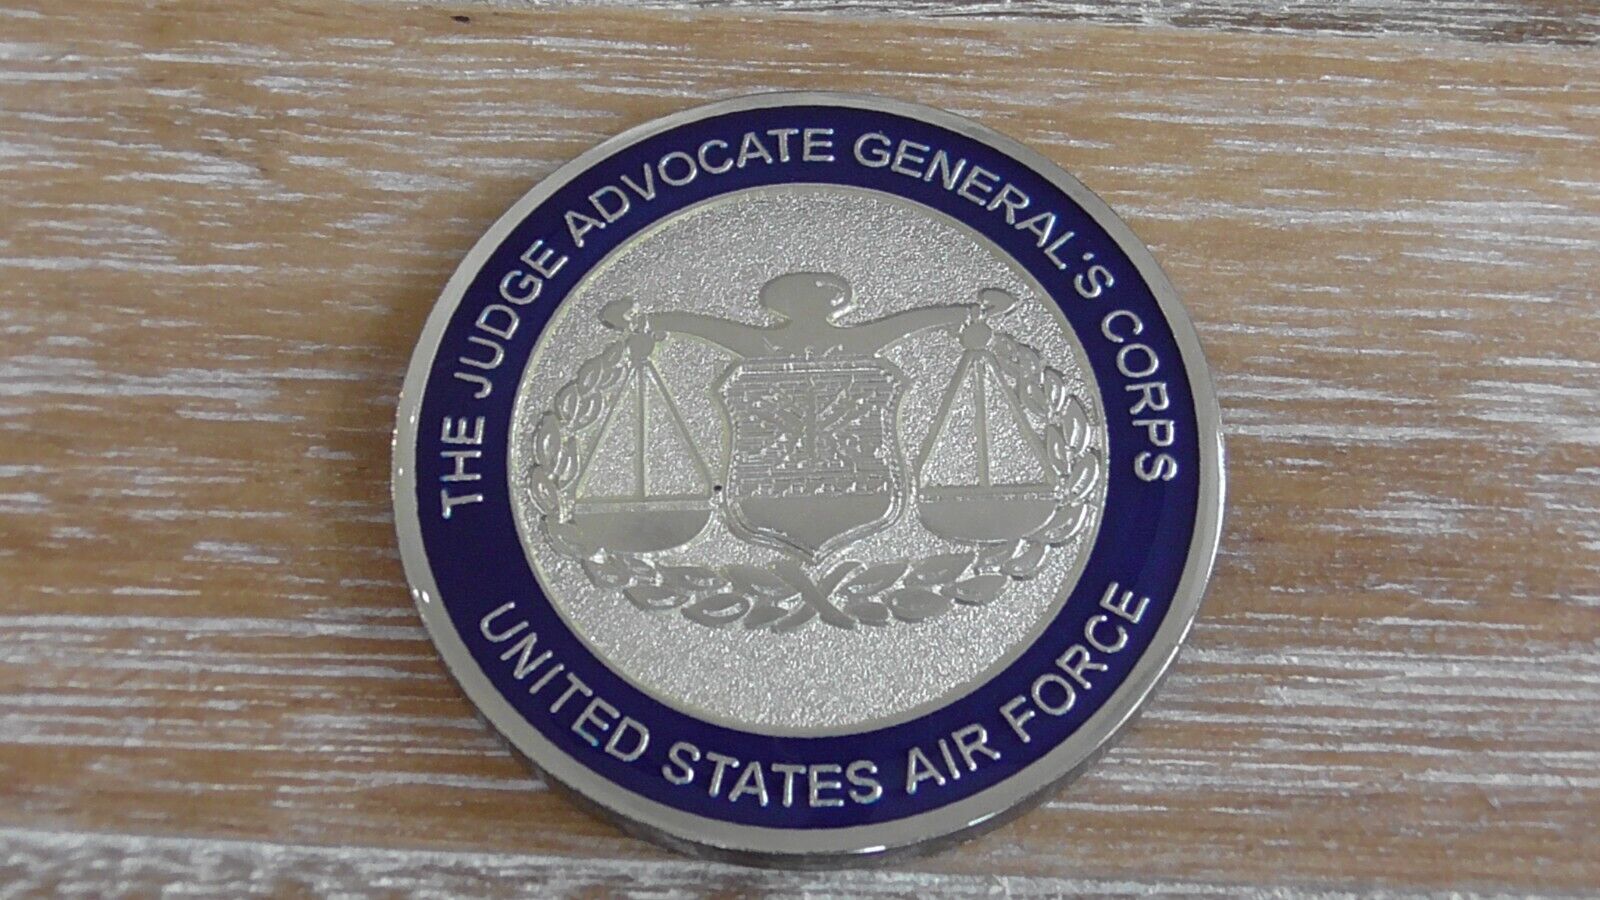 THE JUDGE ADVOCATE GENERAL'S CORPS
UNITED STATES AIR FORCE